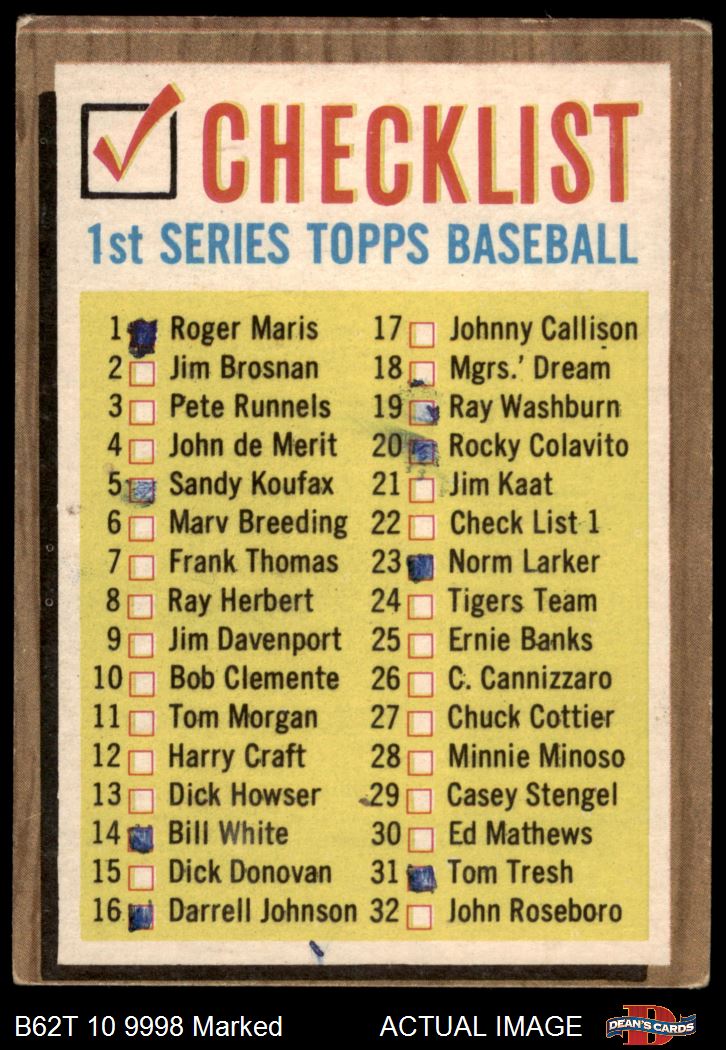 CHECKLIST
1st SERIES TOPPS BASEBALL
1 Roger Maris
2 Jim Brosnan
3 Pete Runnels
4 John de Merit
5 Sandy Koufax
6 Marv Breeding
7 Frank Thomas
8 Ray Herbert
9 Jim Davenport
10 Bob Clemente
11 Tom Morgan
12 Harry Craft
13 Dick Howser
14 Bill White
15 Dick Donovan
16 Darrell Johnson
17 Johnny Callison
18 Mgrs.' Dream
19 Ray Washburn
20 Rocky Colavito
21 Jim Kaat
22 Check List 1
23 Norm Larker
24 Tigers Team
25 Ernie Banks
26 C. Cannizzaro
27 Chuck Cottier
28 Minnie Minoso
29 Casey Stengel
30 Ed Mathews
31 Tom Tresh
32 John Roseboro
B62T 10 9998 Marked
ACTUAL IMAGE
DEAN'S CARDS